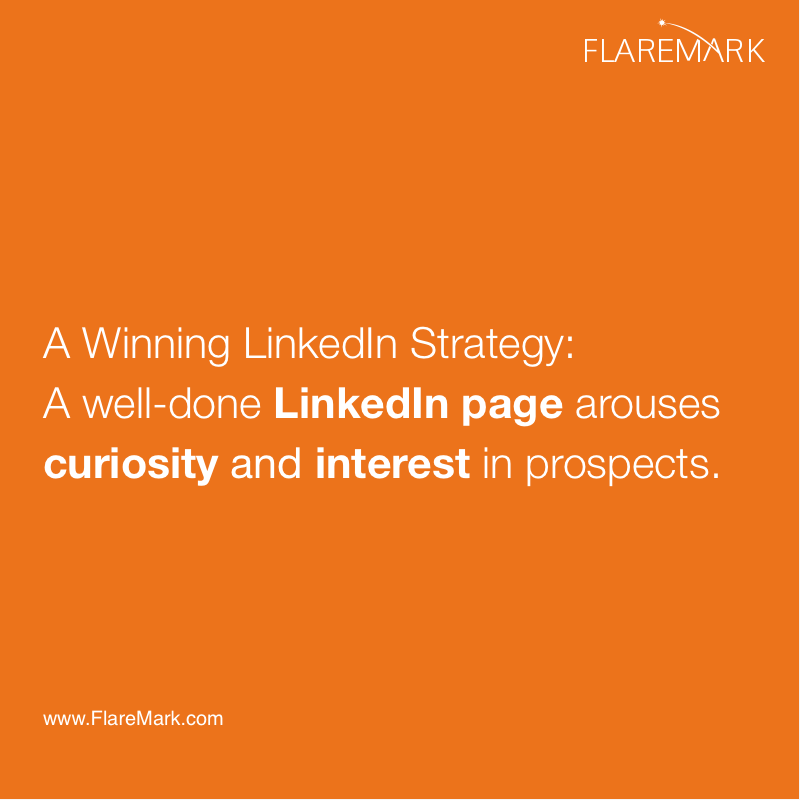 FLAREMARK
A Winning LinkedIn Strategy:
A well-done LinkedIn page arouses
curiosity and interest in prospects.
www.FlareMark.com